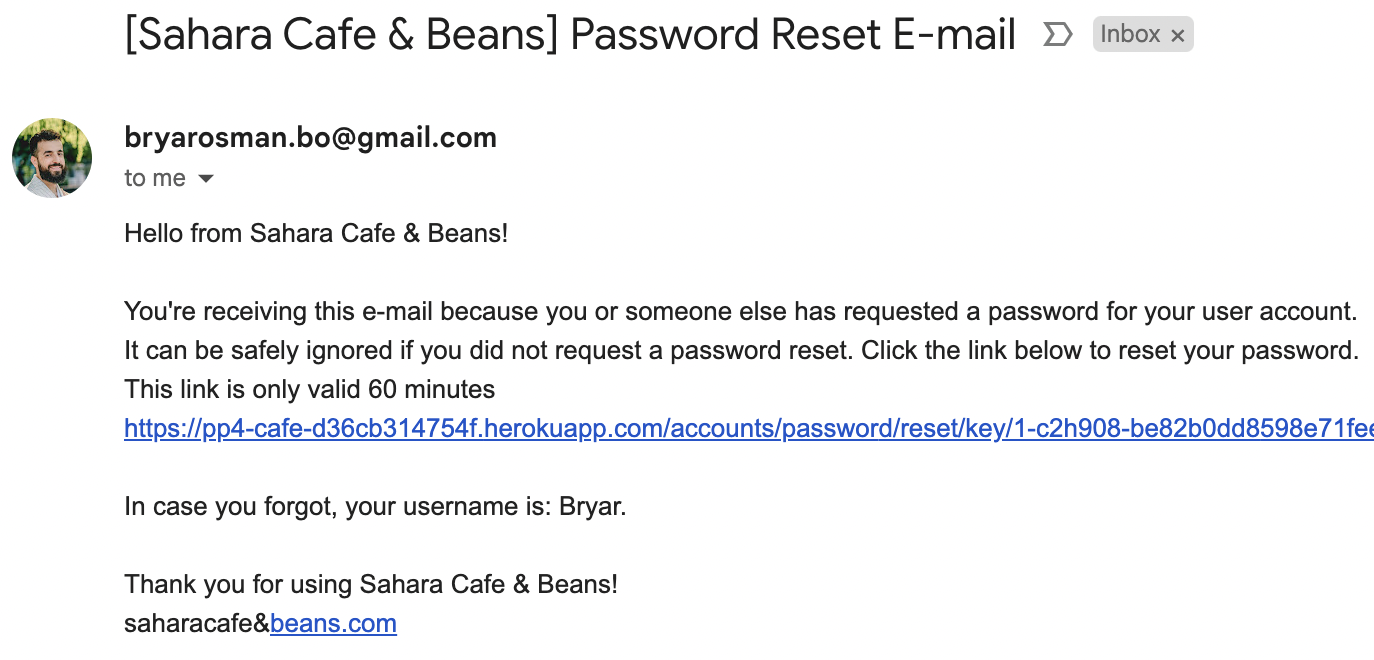 [Sahara Cafe & Beans] Password Reset E-mail Inbox ×
bryarosman.bo@gmail.com
to me
Hello from Sahara Cafe & Beans!
You're receiving this e-mail because you or someone else has requested a password for your user account.
It can be safely ignored if you did not request a password reset. Click the link below to reset your password.
This link is only valid 60 minutes
https://pp4-cafe-d36cb314754f.herokuapp.com/accounts/password/reset/key/1-c2h908-be82b0dd8598e71fee
In case you forgot, your username is: Bryar.
Thank you for using Sahara Cafe & Beans!
saharacafe&beans.com